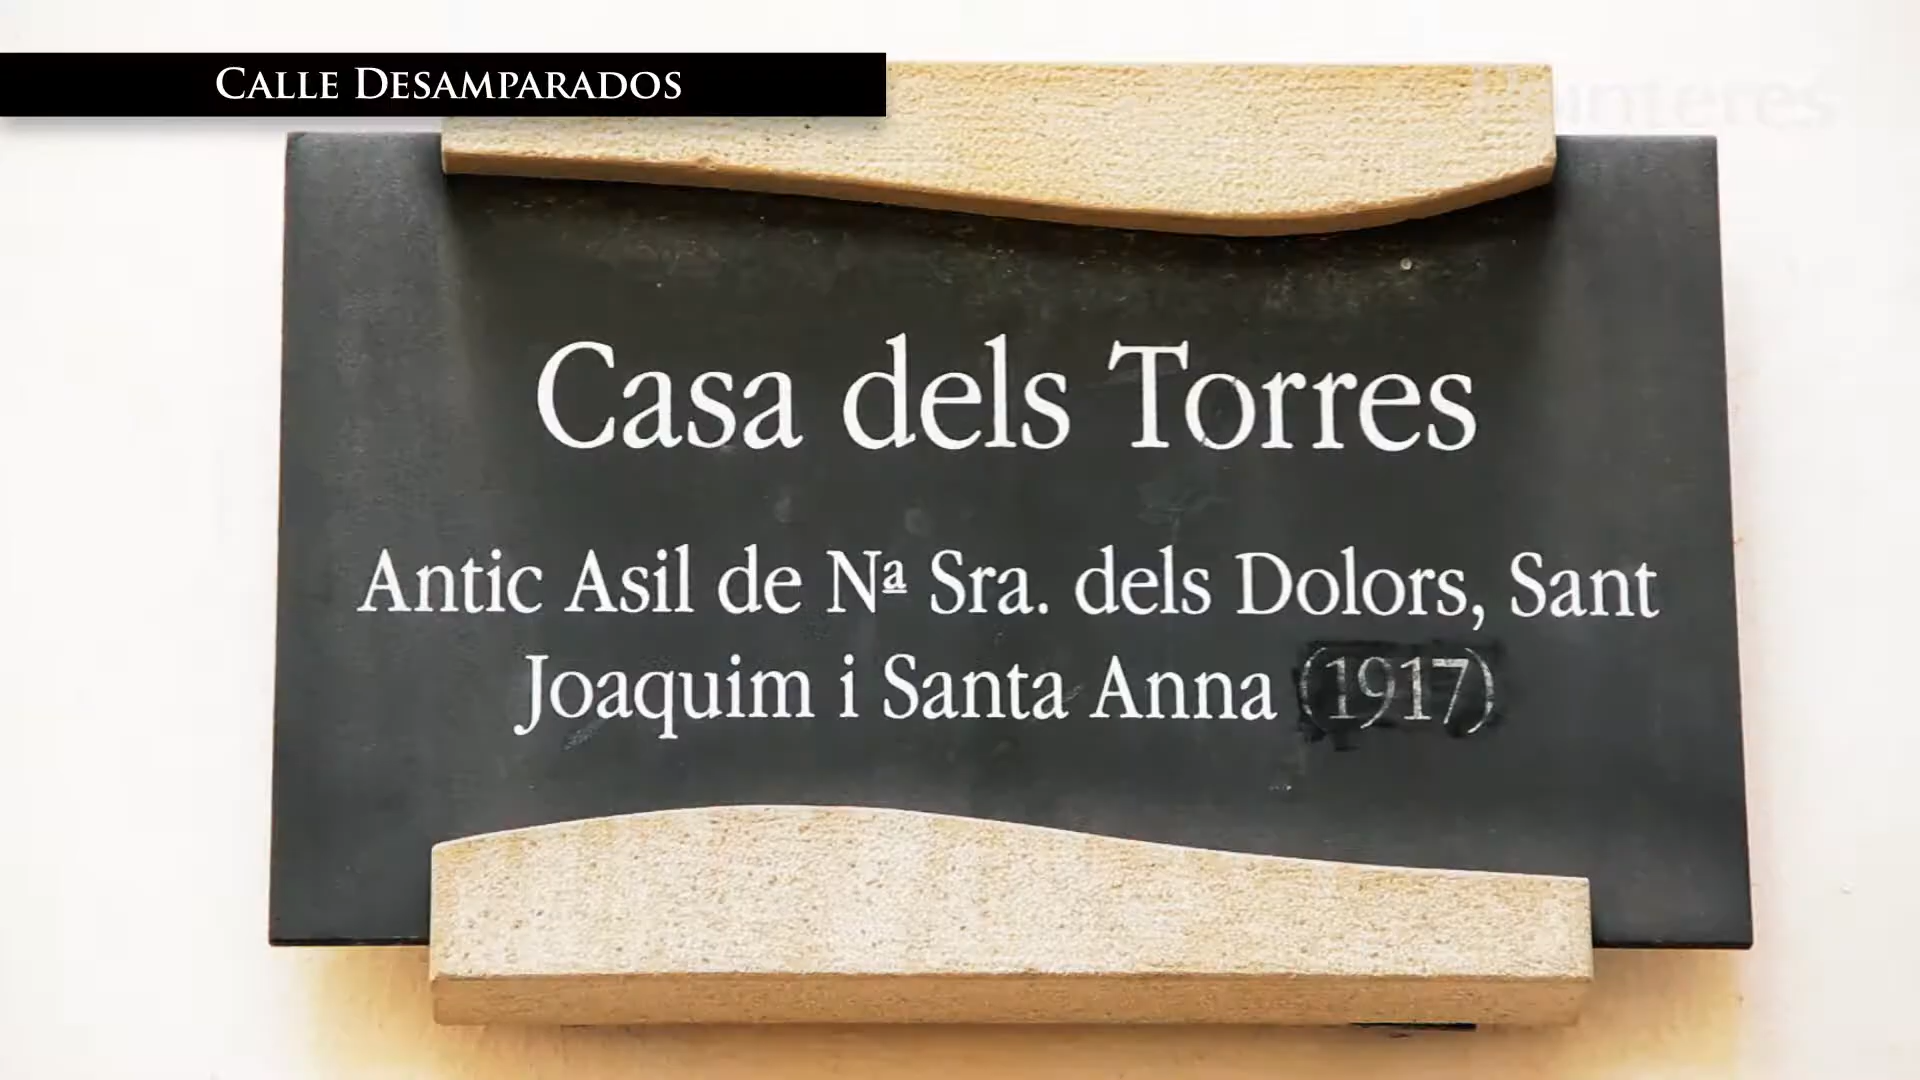 Calle Desamparados
Casa dels Torres
Antic Asil de Nª Sra. dels Dolors, Sant
Joaquim i Santa Anna (1917)